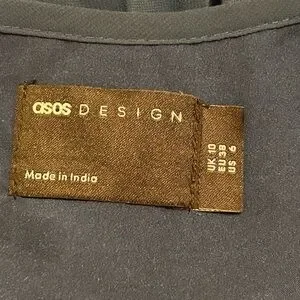 asos DESIGN
Made in India
UK 10
EU 38
US 6